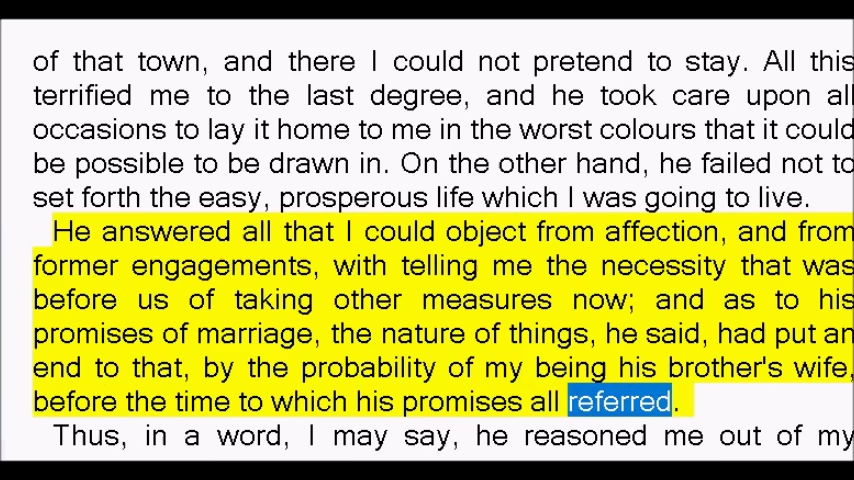 of that town, and there I could not pretend to stay. All this
terrified me to the last degree, and he took care upon all
occasions to lay it home to me in the worst colours that it could
be possible to be drawn in. On the other hand, he failed not to
set forth the easy, prosperous life which I was going to live.
He answered all that I could object from affection, and from
former engagements, with telling me the necessity that was
before us of taking other measures now; and as to his
promises of marriage, the nature of things, he said, had put an
end to that, by the probability of my being his brother's wife,
before the time to which his promises all referred.
Thus, in a word, I may say, he reasoned me out of my